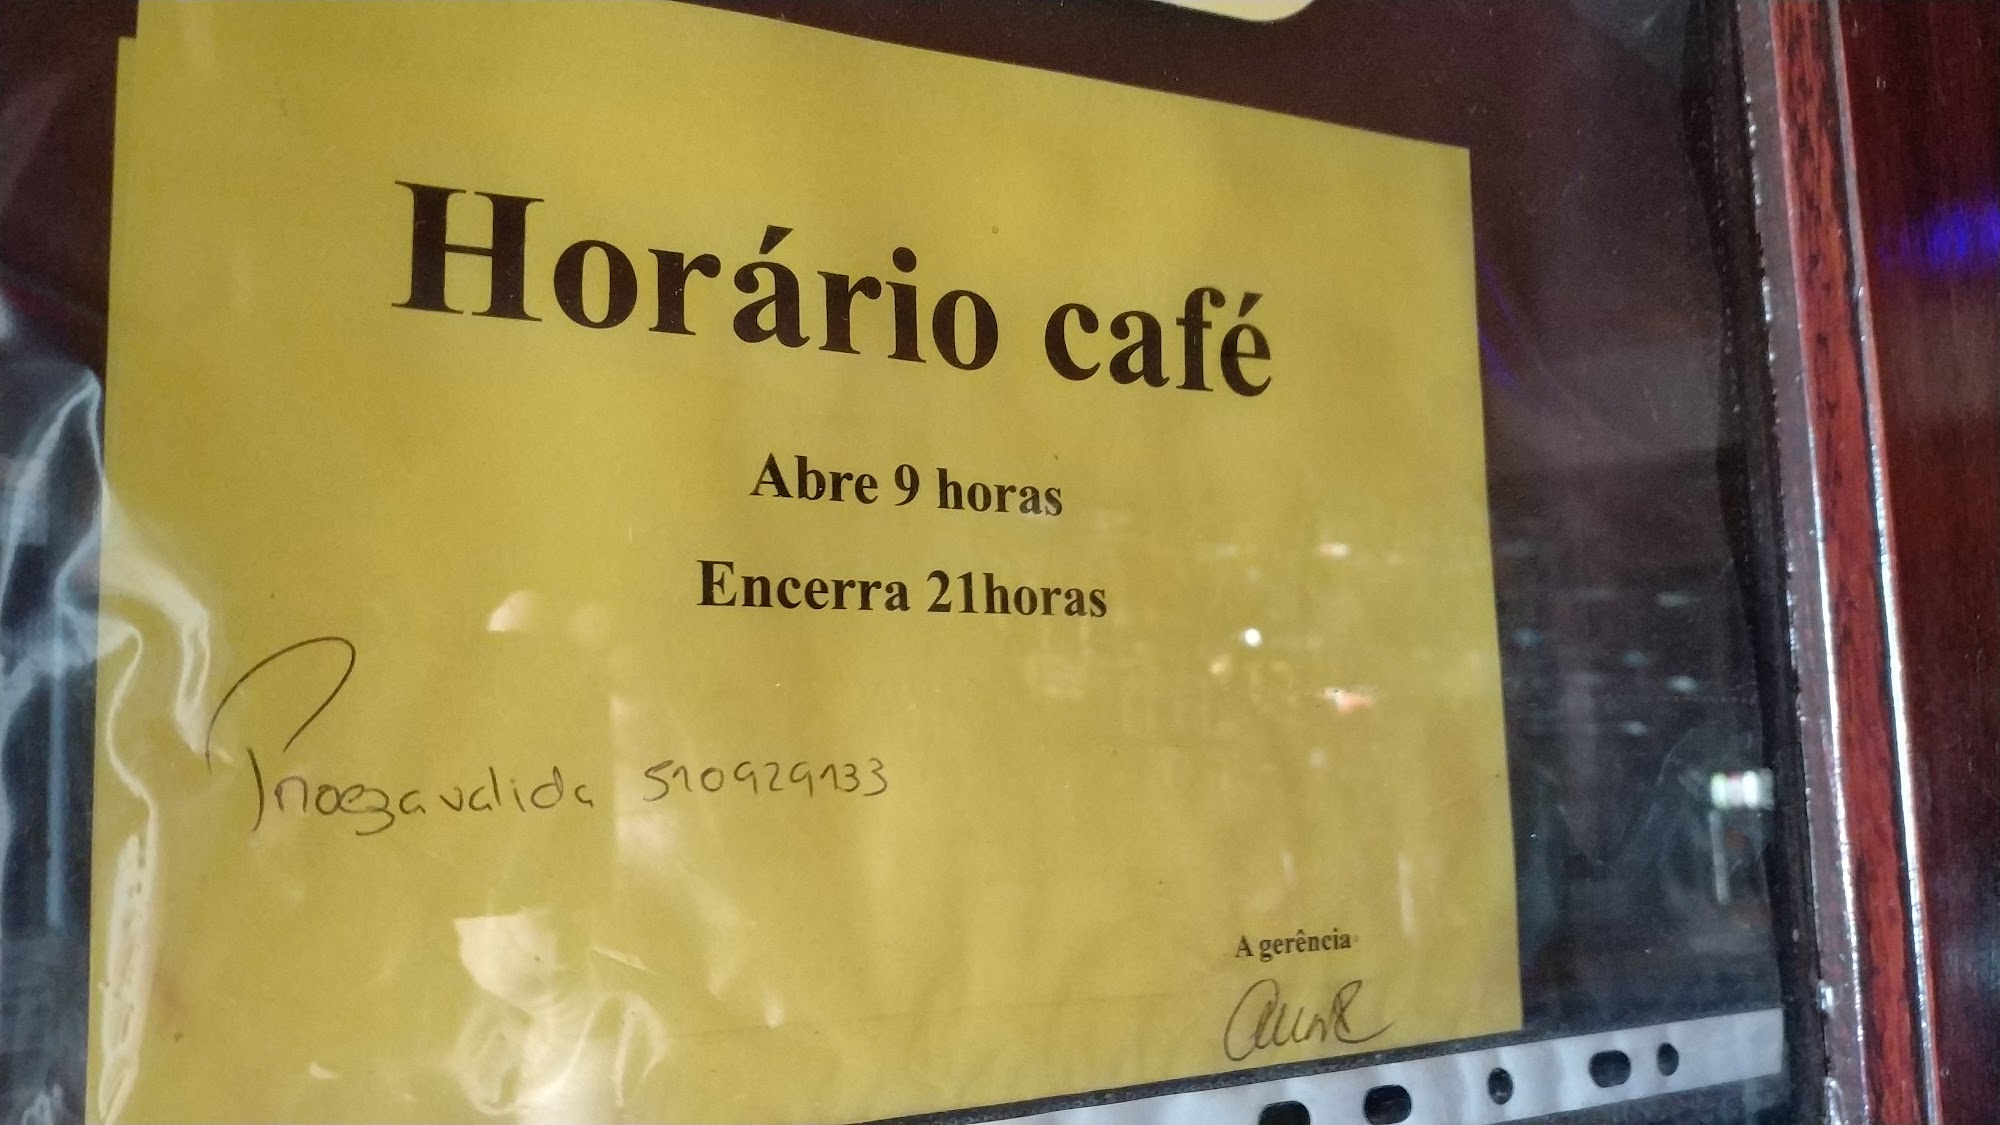 Horário café
Abre 9 horas
Encerra 21horas
Proezavalida 510929133
A gerência